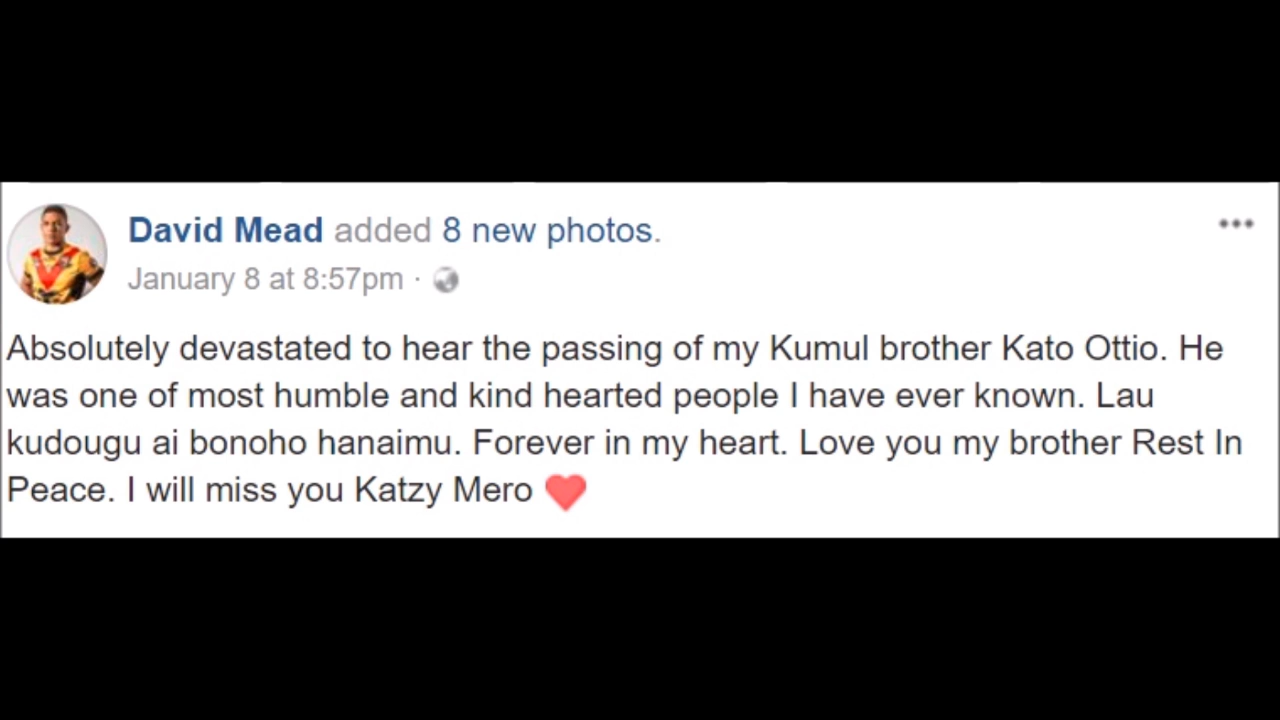 David Mead added 8 new photos.
January 8 at 8:57pm ·
Absolutely devastated to hear the passing of my Kumul brother Kato Ottio. He
was one of most humble and kind hearted people I have ever known. Lau
kudougu ai bonoho hanaimu. Forever in my heart. Love you my brother Rest In
Peace. I will miss you Katzy Mero ❤